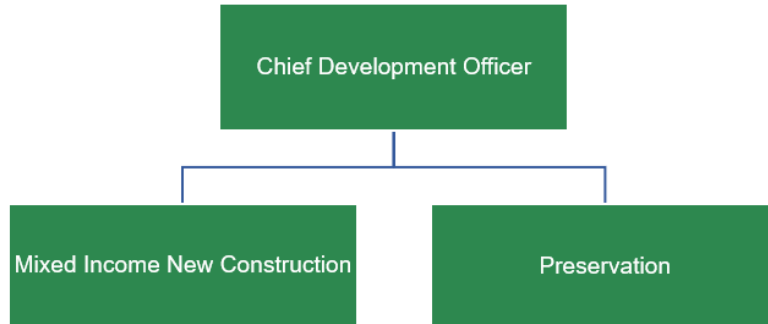 Chief Development Officer
Mixed Income New Construction
Preservation